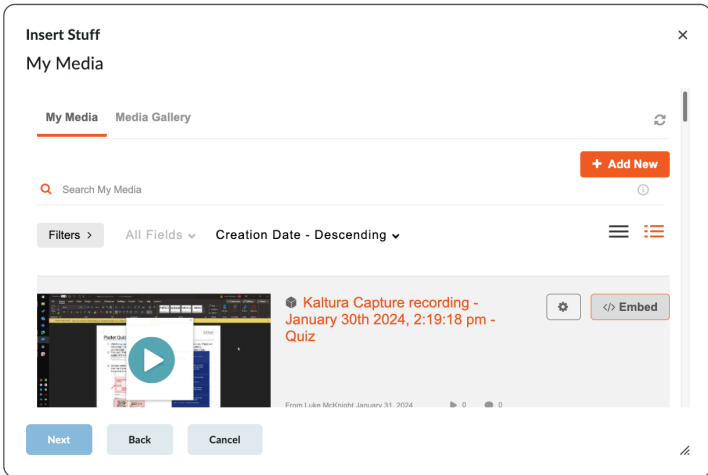 Insert Stuff
My Media
My Media Media Gallery
+ Add New
Search My Media
Filters > All Fields Creation Date - Descending
Kaltura Capture recording -
January 30th 2024, 2:19:18 pm -
Quiz
</> Embed
From Luke McKnight January 31, 2024 0 0
Next Back Cancel